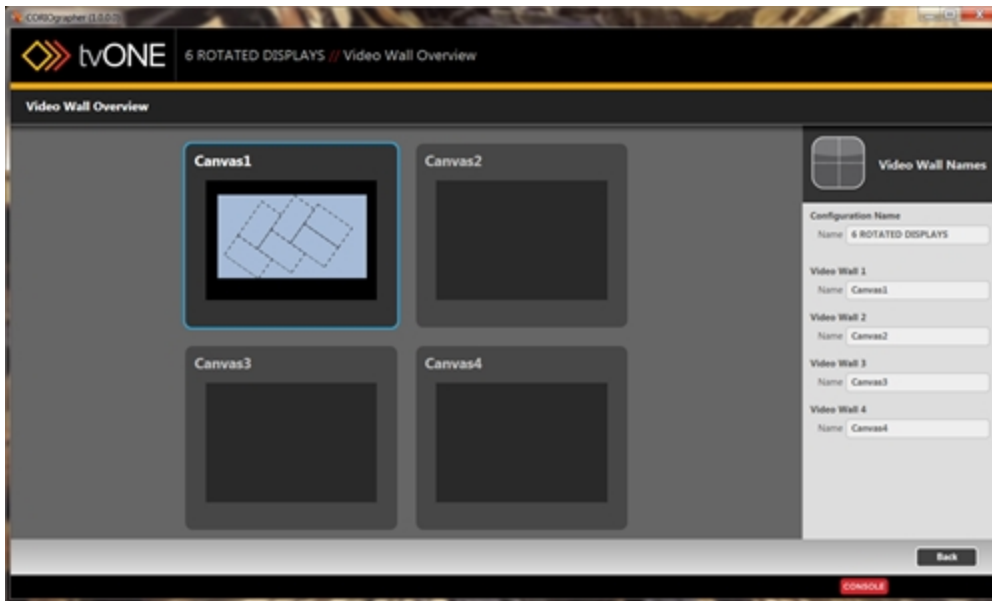 CORIOgrapher (1.0.0.0)
tvONE
6 ROTATED DISPLAYS // Video Wall Overview
Video Wall Overview
Canvas1
Canvas2
Canvas3
Canvas4
Video Wall Names
Configuration Name
Name 6 ROTATED DISPLAYS
Video Wall 1
Name Canvas1
Video Wall 2
Name Canvas2
Video Wall 3
Name Canvas3
Video Wall 4
Name Canvas4
Back
CONSOLE